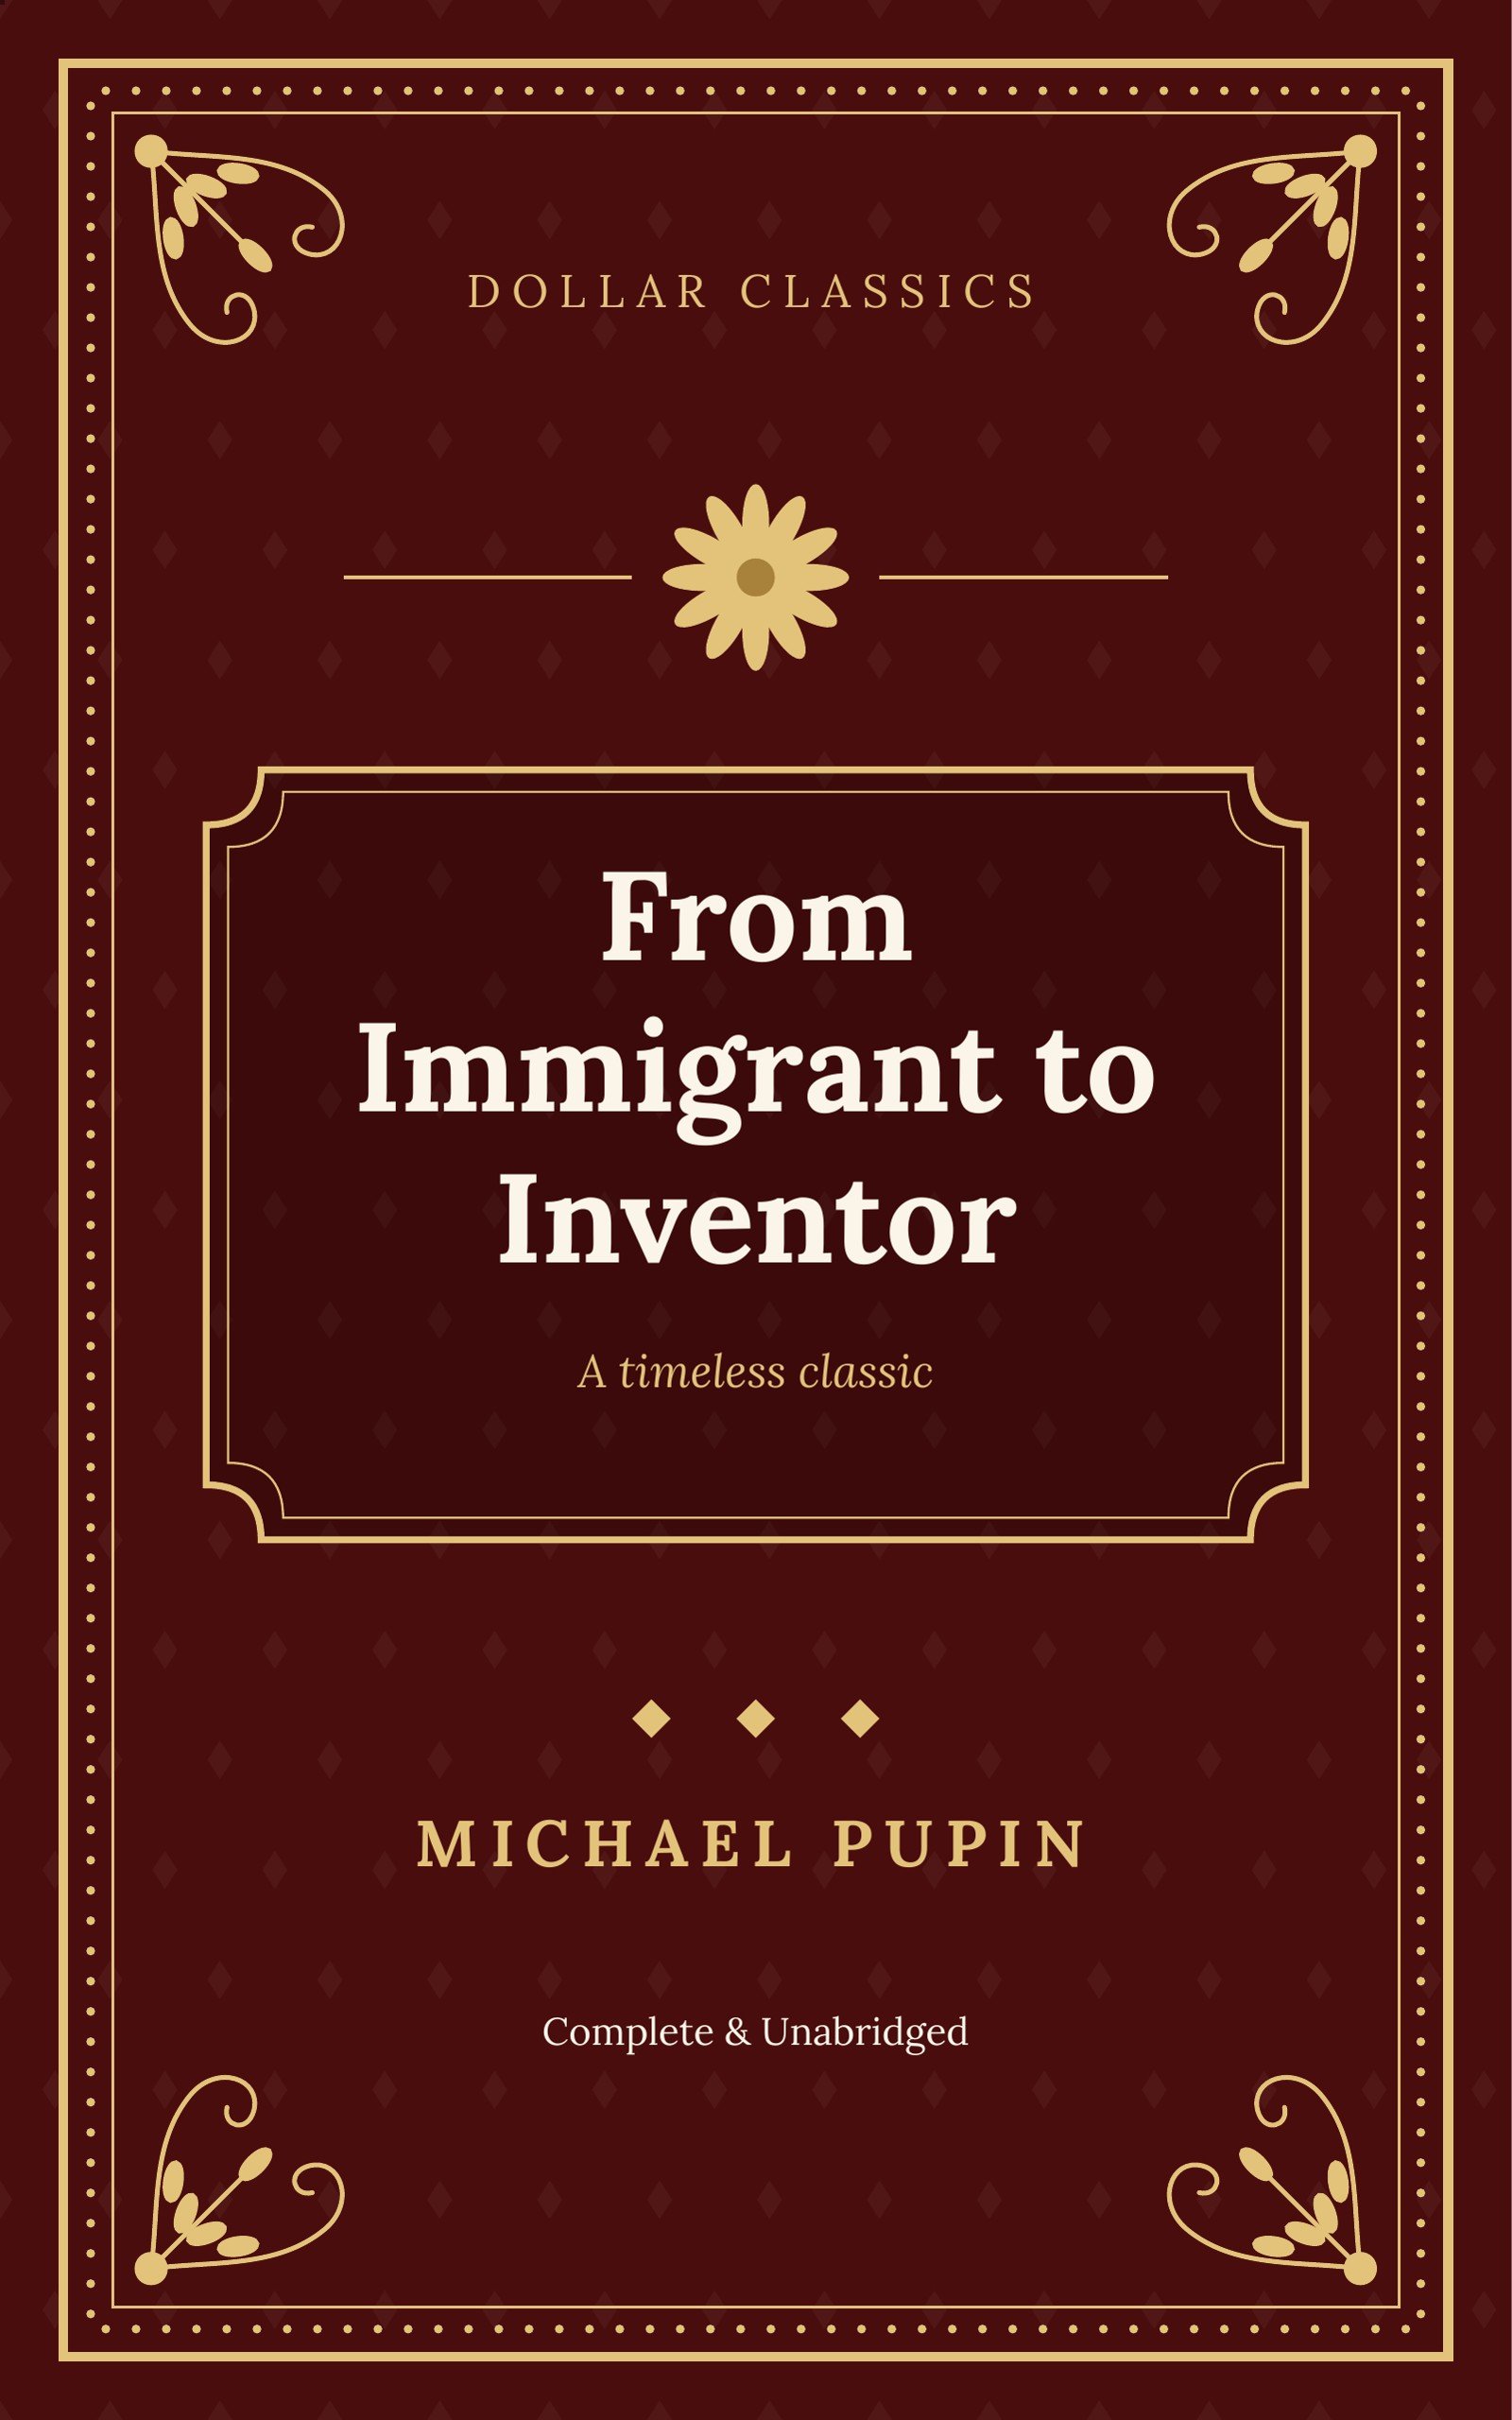 DOLLAR CLASSICS
From
Immigrant to
Inventor
A timeless classic
MICHAEL PUPIN
Complete & Unabridged